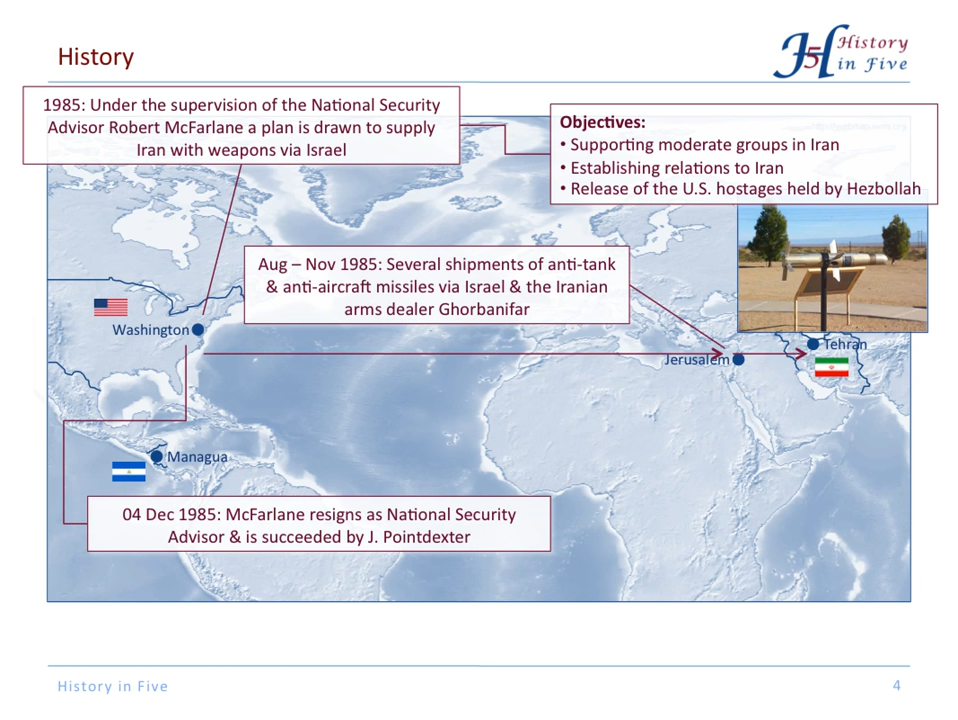 History
History
in Five
1985: Under the supervision of the National Security
Advisor Robert McFarlane a plan is drawn to supply
Iran with weapons via Israel
Objectives:
• Supporting moderate groups in Iran
• Establishing relations to Iran
• Release of the U.S. hostages held by Hezbollah
Aug – Nov 1985: Several shipments of anti-tank
& anti-aircraft missiles via Israel & the Iranian
arms dealer Ghorbanifar
Washington
Tehran
Jerusalem
Managua
04 Dec 1985: McFarlane resigns as National Security
Advisor & is succeeded by J. Pointdexter
History in Five
4